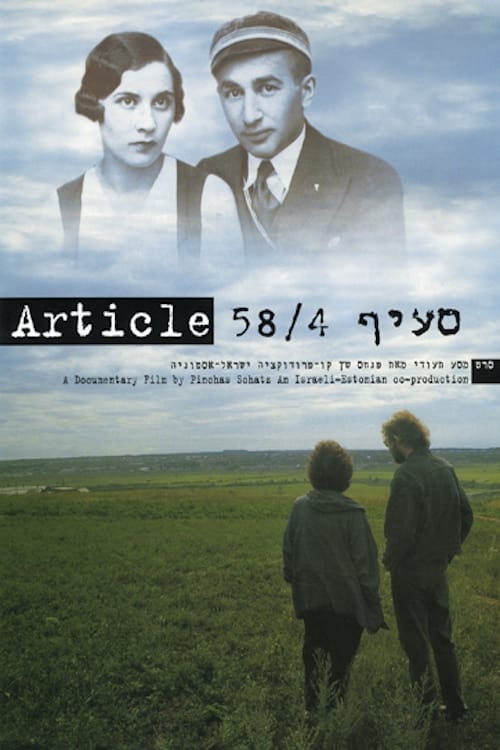 Article 58/4 סעיף
סרט מסע תעודי מאת פנחס שץ קו-פרודוקציה ישראל-אסטוניה
A Documentary Film by Pinchas Schatz An Israeli-Estonian co-production